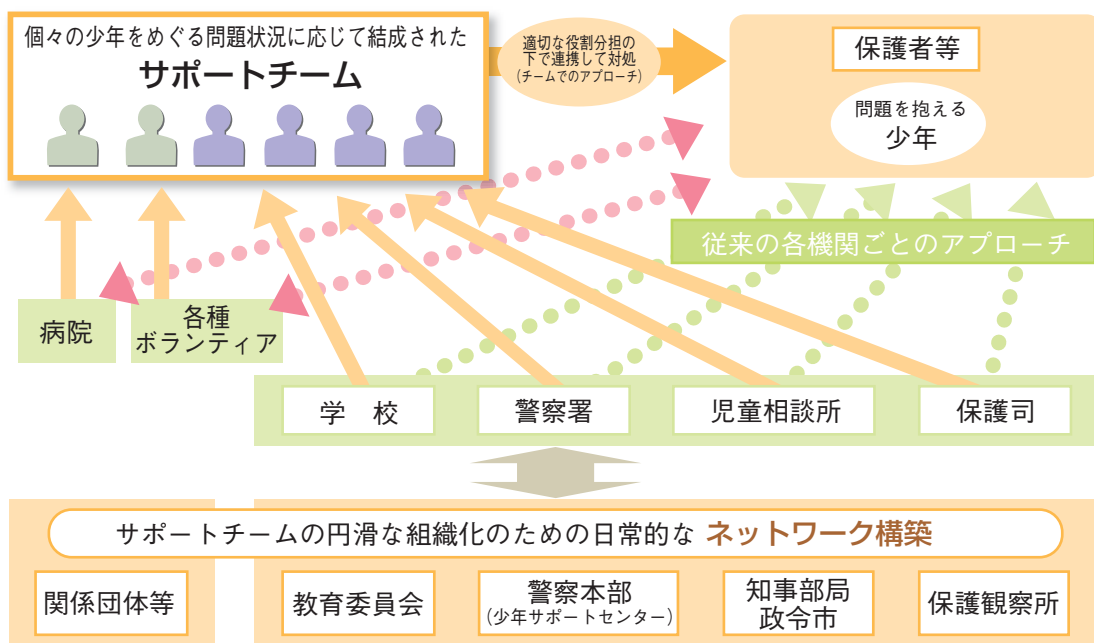 個々の少年をめぐる問題状況に応じて結成された
サポートチーム
適切な役割分担の
下で連携して対処
(チームでのアプローチ)
保護者等
問題を抱える
少年
従来の各機関ごとのアプローチ
病院
各種
ボランティア
学 校
警察署
児童相談所
保護司
サポートチームの円滑な組織化のための日常的な ネットワーク構築
関係団体等
教育委員会
警察本部
(少年サポートセンター)
知事部局
政令市
保護観察所